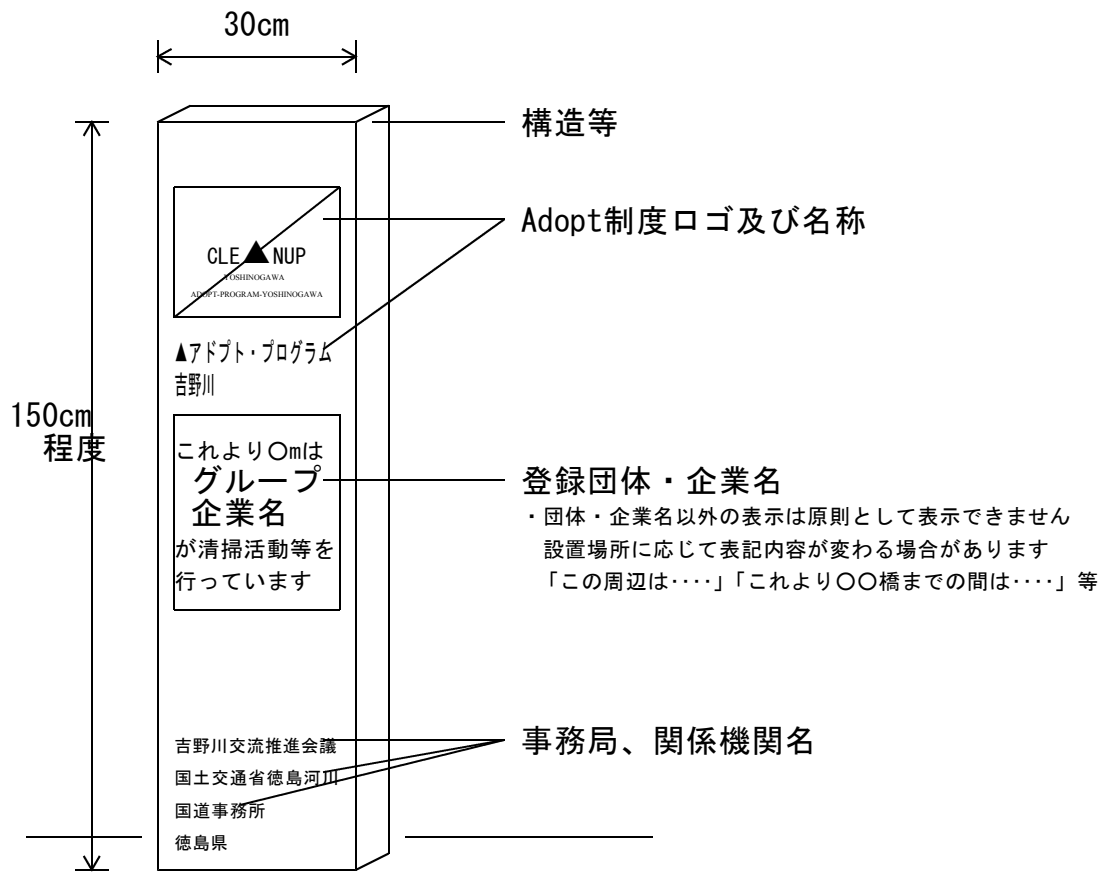 30cm
構造等
Adopt制度ロゴ及び名称
CLE▲NUP
YOSHINOGAWA
ADOPT-PROGRAM-YOSHINOGAWA
▲アドプト・プログラム
吉野川
150cm
程度
これより〇mは
グループ
企業名
が清掃活動等を
行っています
登録団体・企業名
・団体・企業名以外の表示は原則として表示できません
設置場所に応じて表記内容が変わる場合があります
「この周辺は････」「これより〇〇橋までの間は････」等
吉野川交流推進会議
国土交通省徳島河川
国道事務所
徳島県
事務局、関係機関名